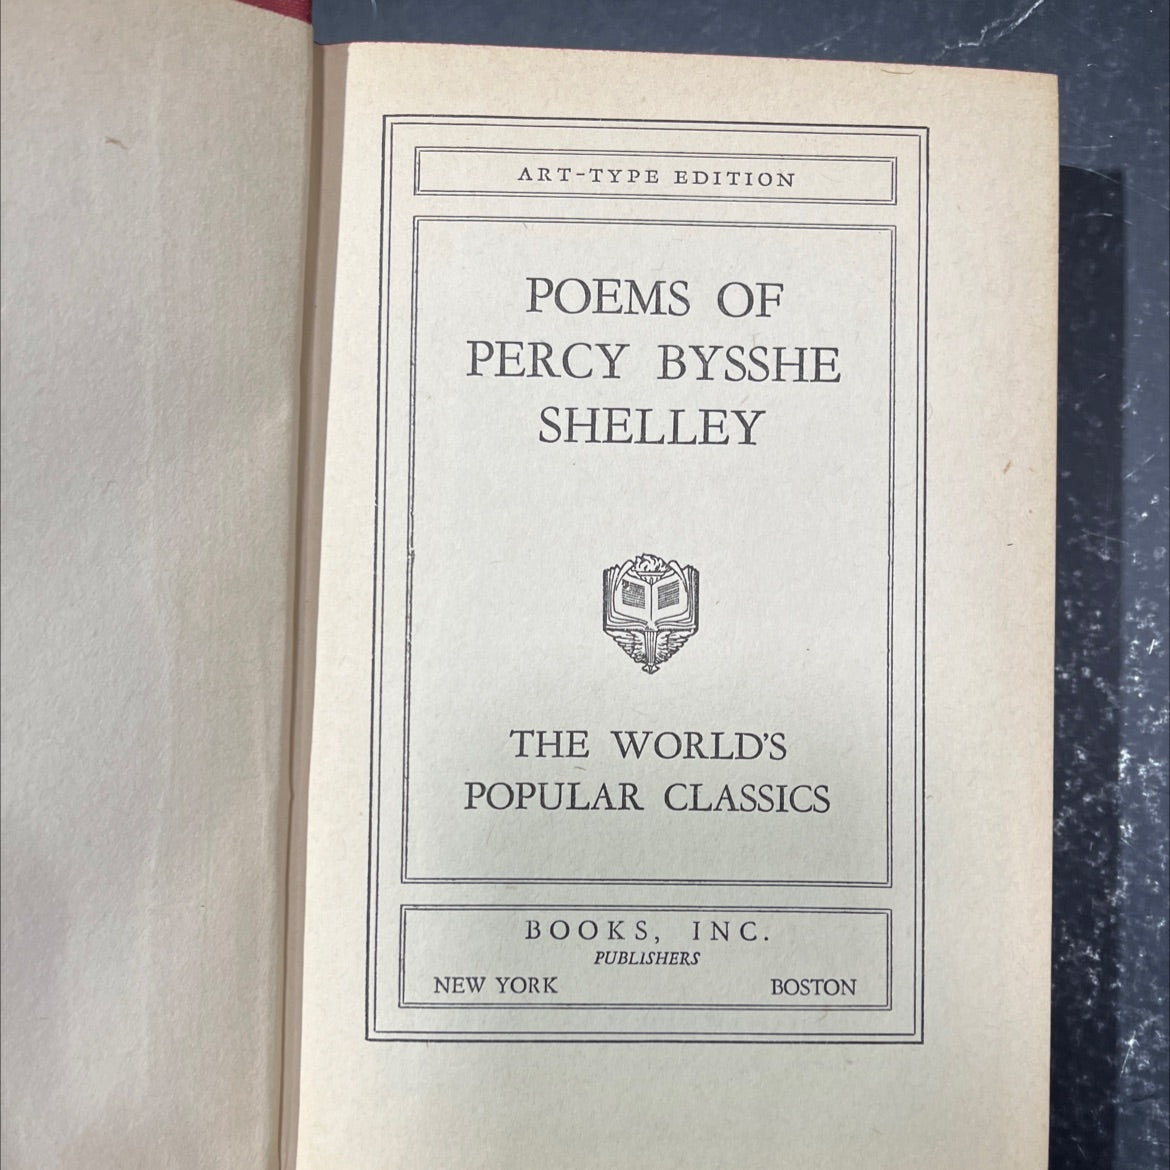 ART-TYPE EDITION
POEMS OF
PERCY BYSSHE
SHELLEY
THE WORLD'S
POPULAR CLASSICS
BOOKS, INC.
PUBLISHERS
NEW YORK BOSTON